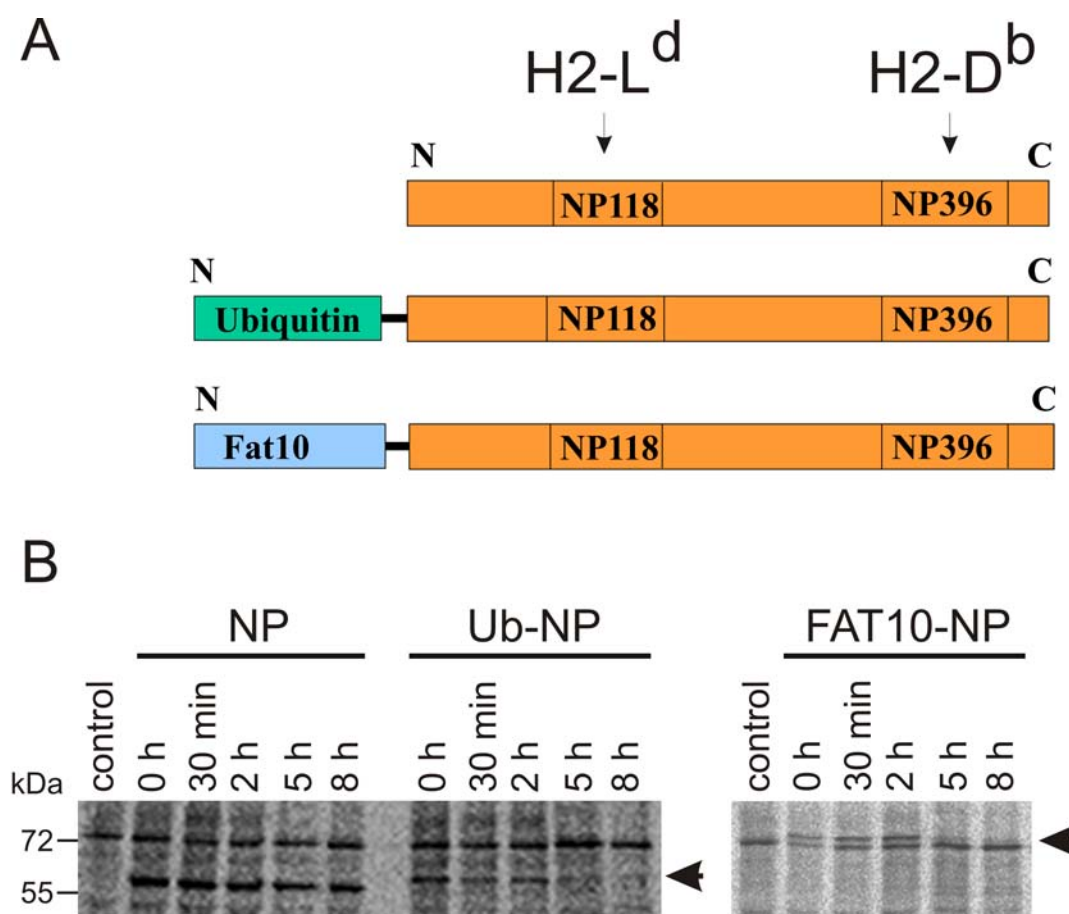 A
H2-Lᵈ H2-Dᵇ
N C
NP118 NP396
N C
Ubiquitin NP118 NP396
N C
Fat10 NP118 NP396
B
NP Ub-NP FAT10-NP
control 0 h 30 min 2 h 5 h 8 h 0 h 30 min 2 h 5 h 8 h control 0 h 30 min 2 h 5 h 8 h
kDa
72
55